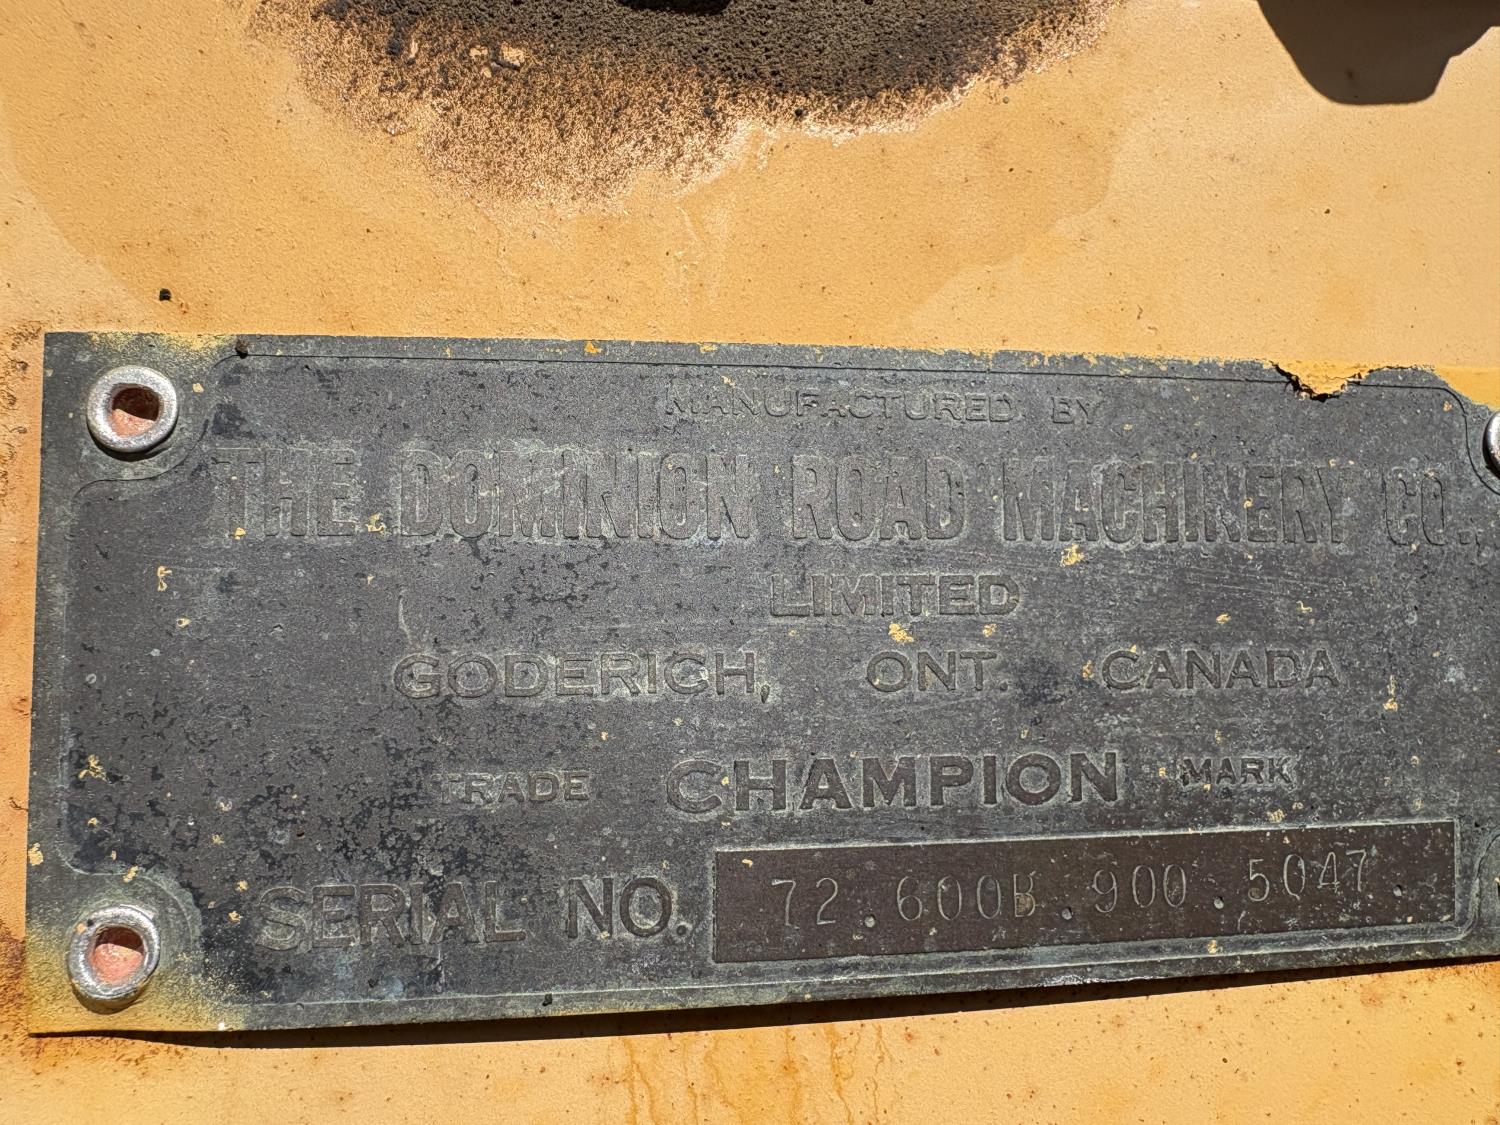 MANUFACTURED BY
THE DOMINION ROAD MACHINERY CO.,
LIMITED
GODERICH, ONT. CANADA
TRADE CHAMPION MARK
SERIAL NO. 72.600B.900.5047.